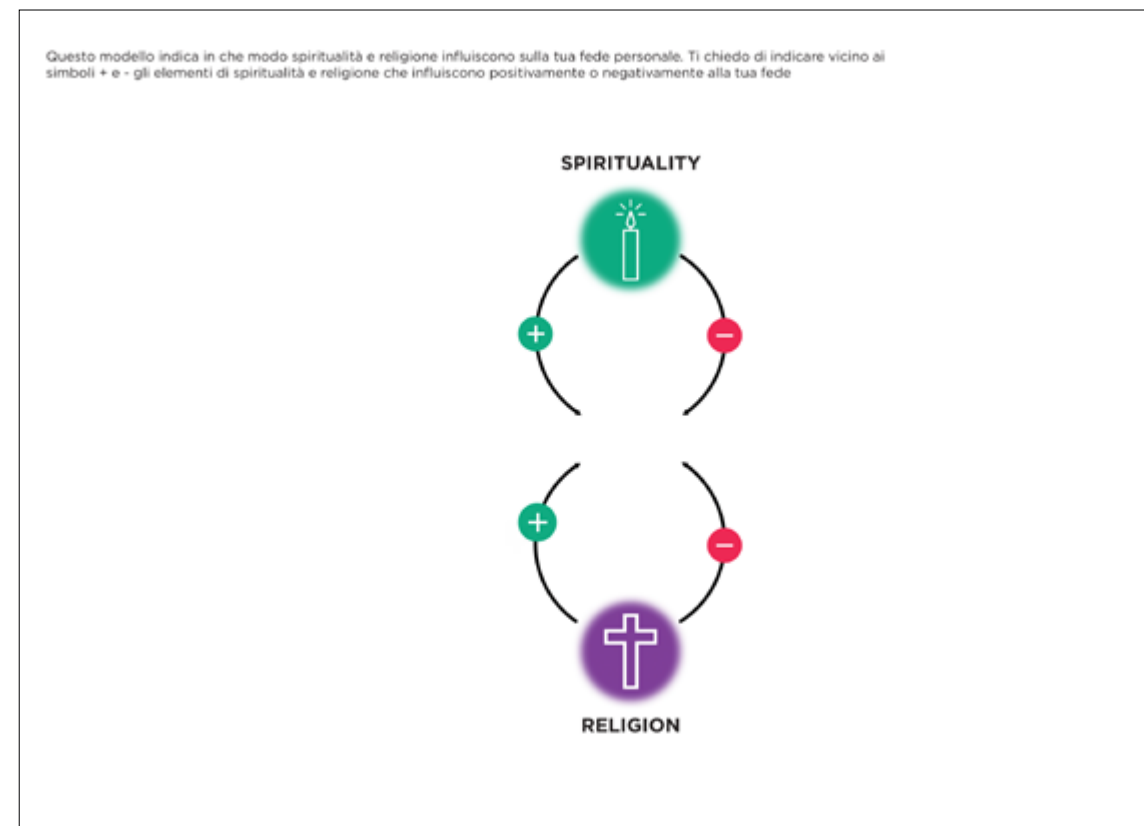 Questo modello indica in che modo spiritualità e religione influiscono sulla tua fede personale. Ti chiedo di indicare vicino ai
simboli + e - gli elementi di spiritualità e religione che influiscono positivamente o negativamente alla tua fede
SPIRITUALITY
+ −
+
−
RELIGION